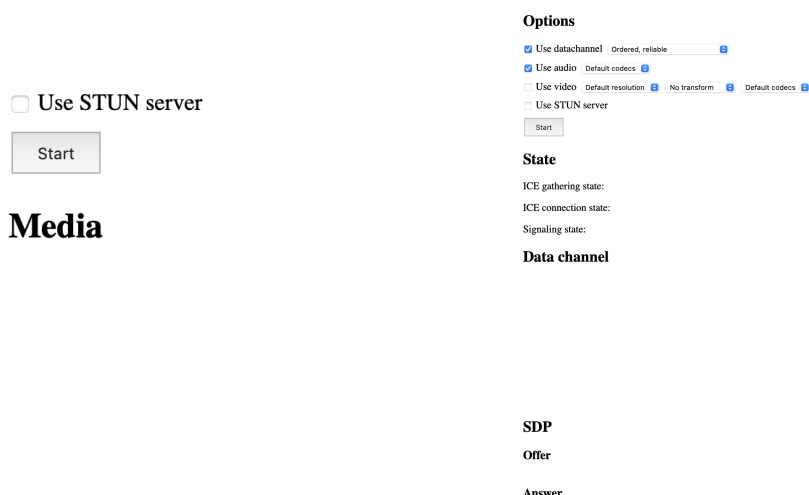 Use STUN server
Start
Media
Options
Use datachannel Ordered, reliable
Use audio Default codecs
Use video Default resolution No transform Default codecs
Use STUN server
Start
State
ICE gathering state:
ICE connection state:
Signaling state:
Data channel
SDP
Offer
Answer